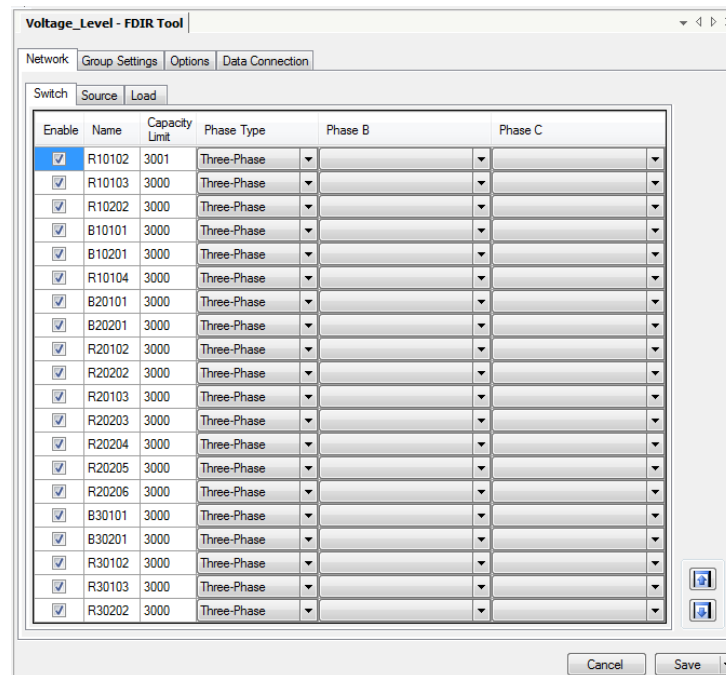 Voltage_Level - FDIR Tool
Network Group Settings Options Data Connection
Switch Source Load
Enable Name Capacity Limit Phase Type Phase B Phase C
R10102 3001 Three-Phase
R10103 3000 Three-Phase
R10202 3000 Three-Phase
B10101 3000 Three-Phase
B10201 3000 Three-Phase
R10104 3000 Three-Phase
B20101 3000 Three-Phase
B20201 3000 Three-Phase
R20102 3000 Three-Phase
R20202 3000 Three-Phase
R20103 3000 Three-Phase
R20203 3000 Three-Phase
R20204 3000 Three-Phase
R20205 3000 Three-Phase
R20206 3000 Three-Phase
B30101 3000 Three-Phase
B30201 3000 Three-Phase
R30102 3000 Three-Phase
R30103 3000 Three-Phase
R30202 3000 Three-Phase
Cancel Save